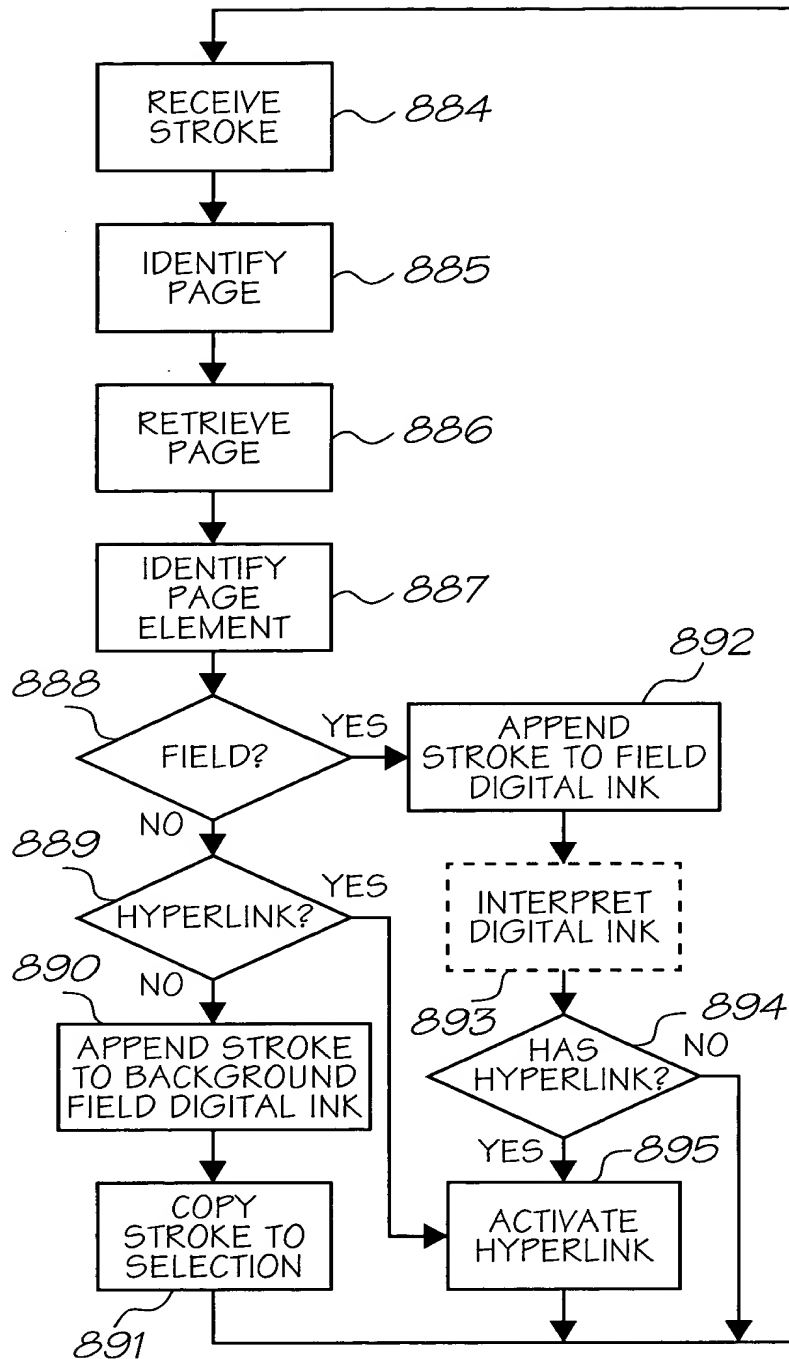 RECEIVE
STROKE
884
IDENTIFY
PAGE
885
RETRIEVE
PAGE
886
IDENTIFY
PAGE
ELEMENT
887
888
FIELD?
YES
NO
892
APPEND
STROKE TO FIELD
DIGITAL INK
889
HYPERLINK?
YES
NO
INTERPRET
DIGITAL INK
893
890
APPEND STROKE
TO BACKGROUND
FIELD DIGITAL INK
894
HAS
HYPERLINK?
NO
YES
895
COPY
STROKE TO
SELECTION
891
ACTIVATE
HYPERLINK